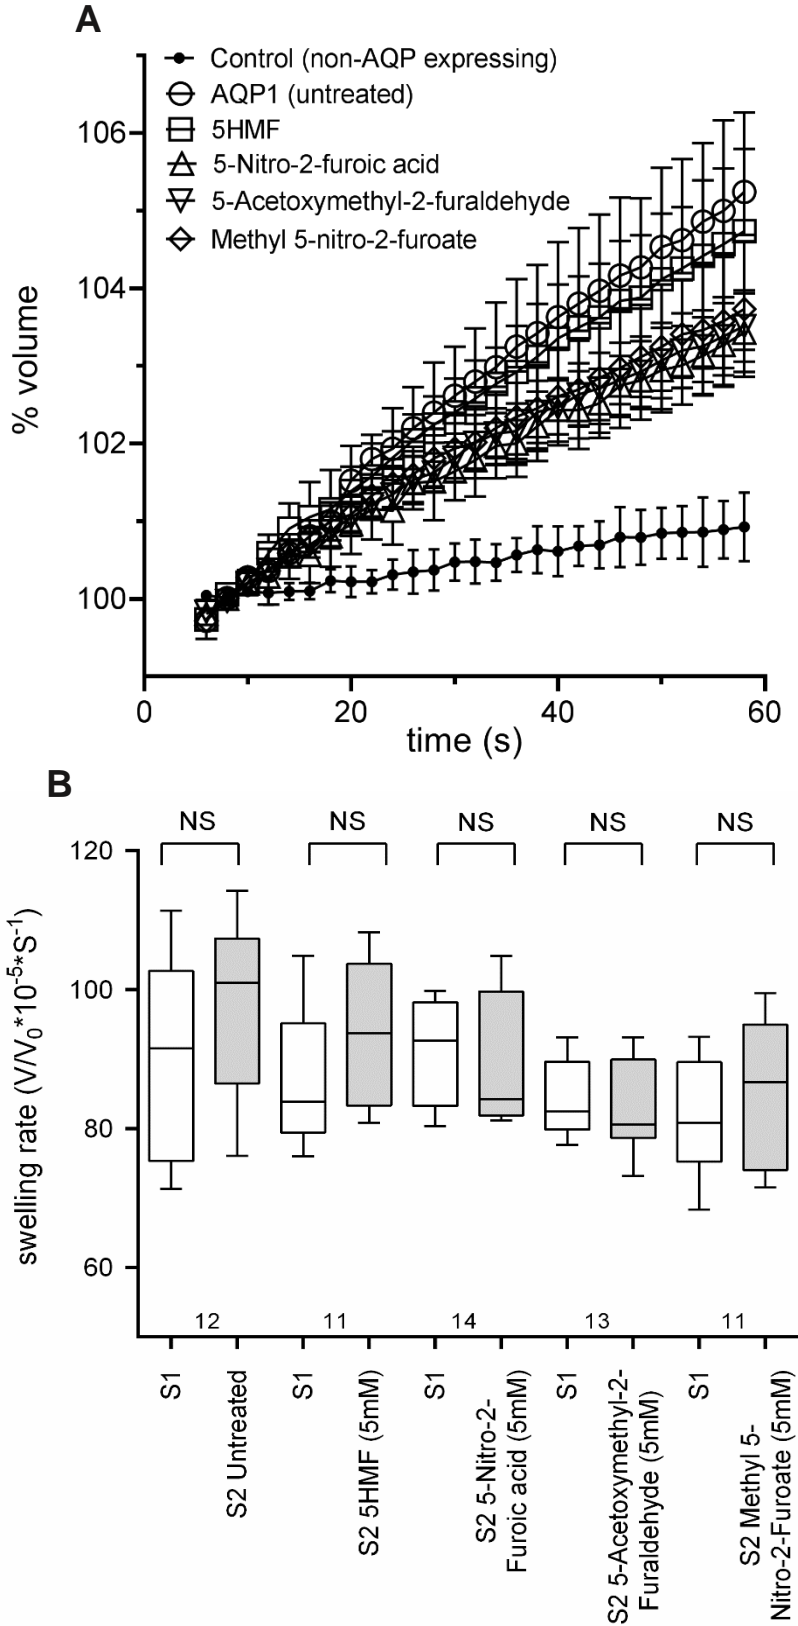 A
Control (non-AQP expressing)
AQP1 (untreated)
5HMF
5-Nitro-2-furoic acid
5-Acetoxymethyl-2-furaldehyde
Methyl 5-nitro-2-furoate
106
104
102
100
% volume
0
20
40
60
time (s)
B
NS
NS
NS
NS
NS
120
100
80
60
swelling rate (V/V0*10-5*S-1)
12
11
14
13
11
S1
S2 Untreated
S1
S2 5HMF (5mM)
S1
S2 5-Nitro-2-
Furoic acid (5mM)
S1
S2 5-Acetoxymethyl-2-
Furaldehyde (5mM)
S1
S2 Methyl 5-
Nitro-2-Furoate (5mM)